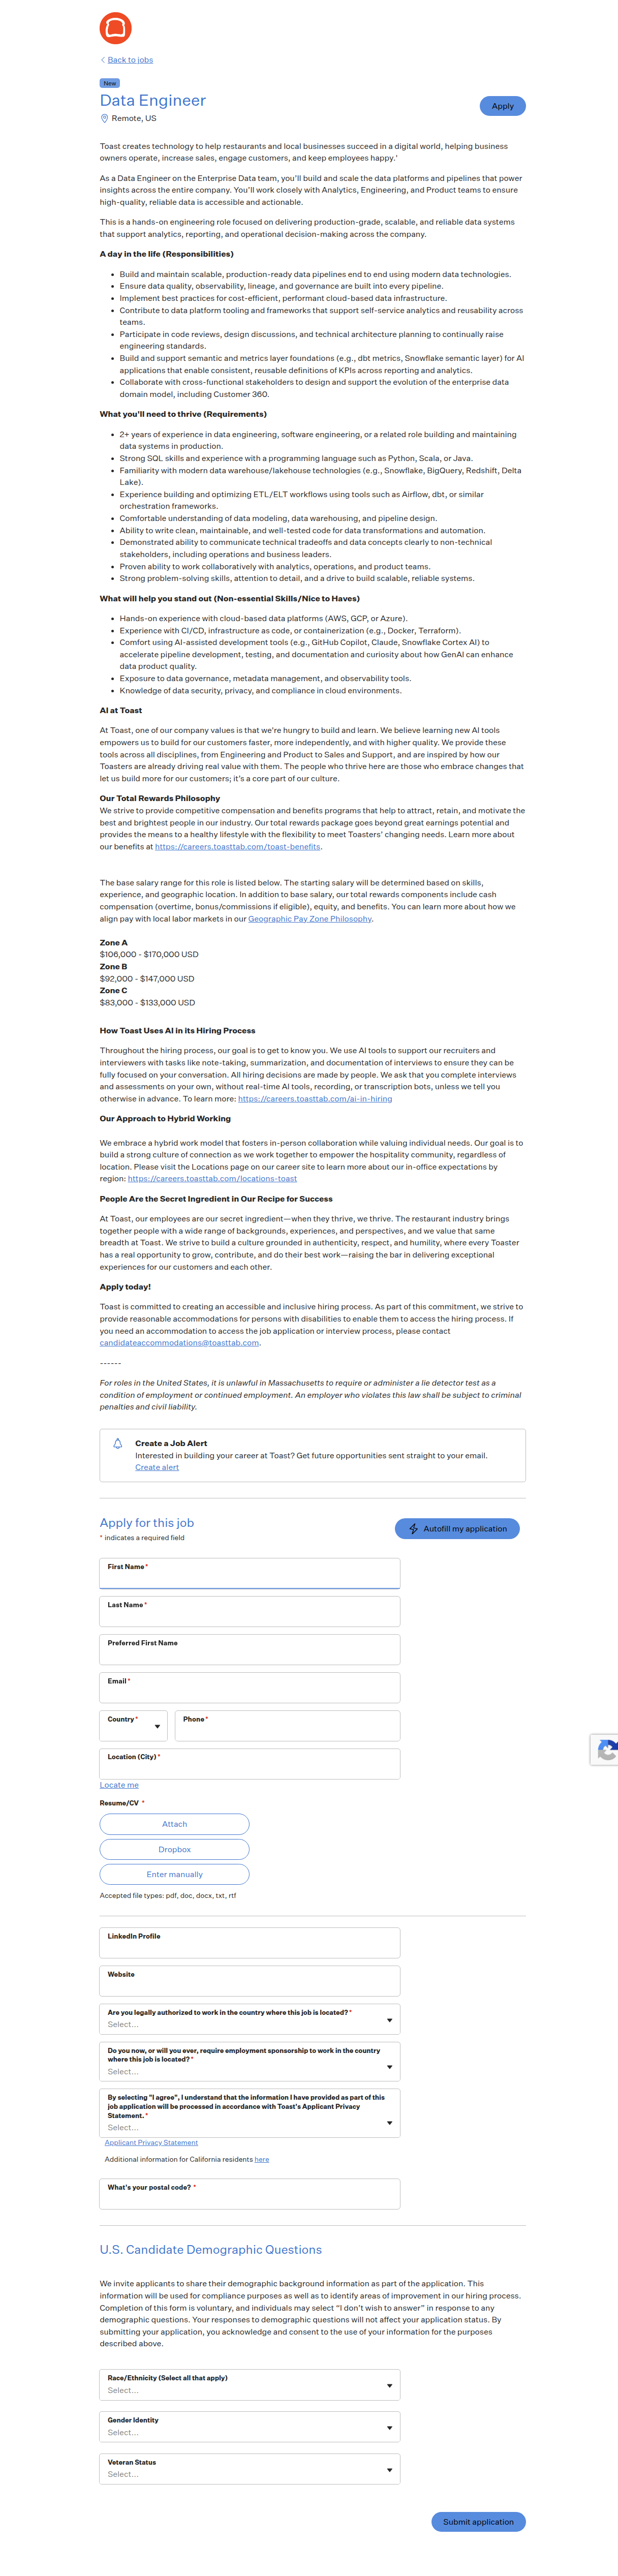 Back to jobs
New
Data Engineer
Apply
Remote, US
Toast creates technology to help restaurants and local businesses succeed in a digital world, helping business
owners operate, increase sales, engage customers, and keep employees happy.'
As a Data Engineer on the Enterprise Data team, you'll build and scale the data platforms and pipelines that power
insights across the entire company. You'll work closely with Analytics, Engineering, and Product teams to ensure
high-quality, reliable data is accessible and actionable.
This is a hands-on engineering role focused on delivering production-grade, scalable, and reliable data systems
that support analytics, reporting, and operational decision-making across the company.
A day in the life (Responsibilities)
• Build and maintain scalable, production-ready data pipelines end to end using modern data technologies.
• Ensure data quality, observability, lineage, and governance are built into every pipeline.
• Implement best practices for cost-efficient, performant cloud-based data infrastructure.
• Contribute to data platform tooling and frameworks that support self-service analytics and reusability across
teams.
• Participate in code reviews, design discussions, and technical architecture planning to continually raise
engineering standards.
• Build and support semantic and metrics layer foundations (e.g., dbt metrics, Snowflake semantic layer) for AI
applications that enable consistent, reusable definitions of KPIs across reporting and analytics.
• Collaborate with cross-functional stakeholders to design and support the evolution of the enterprise data
domain model, including Customer 360.
What you'll need to thrive (Requirements)
• 2+ years of experience in data engineering, software engineering, or a related role building and maintaining
data systems in production.
• Strong SQL skills and experience with a programming language such as Python, Scala, or Java.
• Familiarity with modern data warehouse/lakehouse technologies (e.g., Snowflake, BigQuery, Redshift, Delta
Lake).
• Experience building and optimizing ETL/ELT workflows using tools such as Airflow, dbt, or similar
orchestration frameworks.
• Comfortable understanding of data modeling, data warehousing, and pipeline design.
• Ability to write clean, maintainable, and well-tested code for data transformations and automation.
• Demonstrated ability to communicate technical tradeoffs and data concepts clearly to non-technical
stakeholders, including operations and business leaders.
• Proven ability to work collaboratively with analytics, operations, and product teams.
• Strong problem-solving skills, attention to detail, and a drive to build scalable, reliable systems.
What will help you stand out (Non-essential Skills/Nice to Haves)
• Hands-on experience with cloud-based data platforms (AWS, GCP, or Azure).
• Experience with CI/CD, infrastructure as code, or containerization (e.g., Docker, Terraform).
• Comfort using AI-assisted development tools (e.g., GitHub Copilot, Claude, Snowflake Cortex AI) to
accelerate pipeline development, testing, and documentation and curiosity about how GenAI can enhance
data product quality.
• Exposure to data governance, metadata management, and observability tools.
• Knowledge of data security, privacy, and compliance in cloud environments.
AI at Toast
At Toast, one of our company values is that we're hungry to build and learn. We believe learning new AI tools
empowers us to build for our customers faster, more independently, and with higher quality. We provide these
tools across all disciplines, from Engineering and Product to Sales and Support, and are inspired by how our
Toasters are already driving real value with them. The people who thrive here are those who embrace changes that
let us build more for our customers; it's a core part of our culture.
Our Total Rewards Philosophy
We strive to provide competitive compensation and benefits programs that help to attract, retain, and motivate the
best and brightest people in our industry. Our total rewards package goes beyond great earnings potential and
provides the means to a healthy lifestyle with the flexibility to meet Toasters' changing needs. Learn more about
our benefits at https://careers.toasttab.com/toast-benefits.
The base salary range for this role is listed below. The starting salary will be determined based on skills,
experience, and geographic location. In addition to base salary, our total rewards components include cash
compensation (overtime, bonus/commissions if eligible), equity, and benefits. You can learn more about how we
align pay with local labor markets in our Geographic Pay Zone Philosophy.
Zone A
$106,000 - $170,000 USD
Zone B
$92,000 - $147,000 USD
Zone C
$83,000 - $133,000 USD
How Toast Uses AI in its Hiring Process
Throughout the hiring process, our goal is to get to know you. We use AI tools to support our recruiters and
interviewers with tasks like note-taking, summarization, and documentation of interviews to ensure they can be
fully focused on your conversation. All hiring decisions are made by people. We ask that you complete interviews
and assessments on your own, without real-time AI tools, recording, or transcription bots, unless we tell you
otherwise in advance. To learn more: https://careers.toasttab.com/ai-in-hiring
Our Approach to Hybrid Working
We embrace a hybrid work model that fosters in-person collaboration while valuing individual needs. Our goal is to
build a strong culture of connection as we work together to empower the hospitality community, regardless of
location. Please visit the Locations page on our career site to learn more about our in-office expectations by
region: https://careers.toasttab.com/locations-toast
People Are the Secret Ingredient in Our Recipe for Success
At Toast, our employees are our secret ingredient—when they thrive, we thrive. The restaurant industry brings
together people with a wide range of backgrounds, experiences, and perspectives, and we value that same
breadth at Toast. We strive to build a culture grounded in authenticity, respect, and humility, where every Toaster
has a real opportunity to grow, contribute, and do their best work—raising the bar in delivering exceptional
experiences for our customers and each other.
Apply today!
Toast is committed to creating an accessible and inclusive hiring process. As part of this commitment, we strive to
provide reasonable accommodations for persons with disabilities to enable them to access the hiring process. If
you need an accommodation to access the job application or interview process, please contact
candidateaccommodations@toasttab.com.
------
For roles in the United States, it is unlawful in Massachusetts to require or administer a lie detector test as a
condition of employment or continued employment. An employer who violates this law shall be subject to criminal
penalties and civil liability.
Create a Job Alert
Interested in building your career at Toast? Get future opportunities sent straight to your email.
Create alert
Apply for this job
* indicates a required field
Autofill my application
First Name*
Last Name*
Preferred First Name
Email*
Country*
Phone*
Location (City)*
Locate me
Resume/CV *
Attach
Dropbox
Enter manually
Accepted file types: pdf, doc, docx, txt, rtf
LinkedIn Profile
Website
Are you legally authorized to work in the country where this job is located?*
Select...
Do you now, or will you ever, require employment sponsorship to work in the country
where this job is located?*
Select...
By selecting "I agree", I understand that the information I have provided as part of this
job application will be processed in accordance with Toast's Applicant Privacy
Statement.*
Select...
Applicant Privacy Statement
Additional information for California residents here
What's your postal code? *
U.S. Candidate Demographic Questions
We invite applicants to share their demographic background information as part of the application. This
information will be used for compliance purposes as well as to identify areas of improvement in our hiring process.
Completion of this form is voluntary, and individuals may select "I don't wish to answer" in response to any
demographic questions. Your responses to demographic questions will not affect your application status. By
submitting your application, you acknowledge and consent to the use of your information for the purposes
described above.
Race/Ethnicity (Select all that apply)
Select...
Gender Identity
Select...
Veteran Status
Select...
Submit application